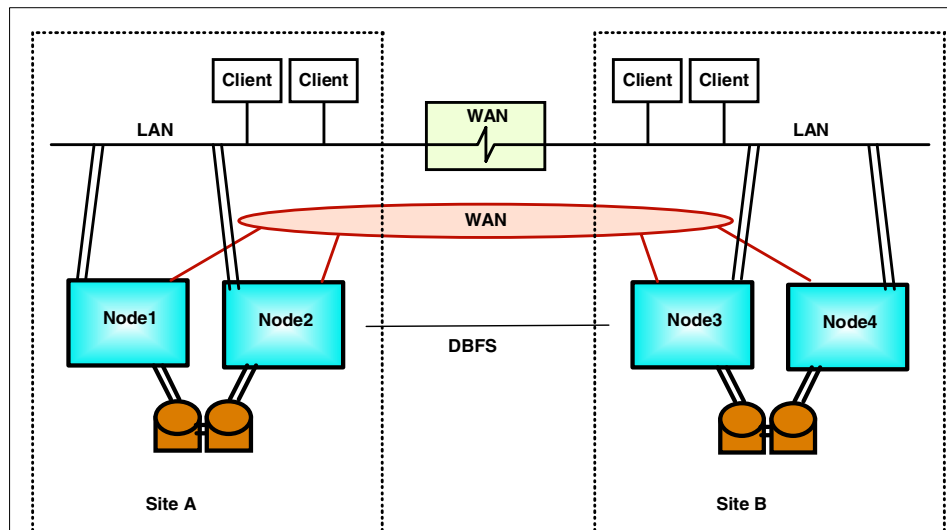 Client
Client
Client
Client
WAN
LAN
LAN
WAN
Node1
Node2
Node3
Node4
DBFS
Site A
Site B